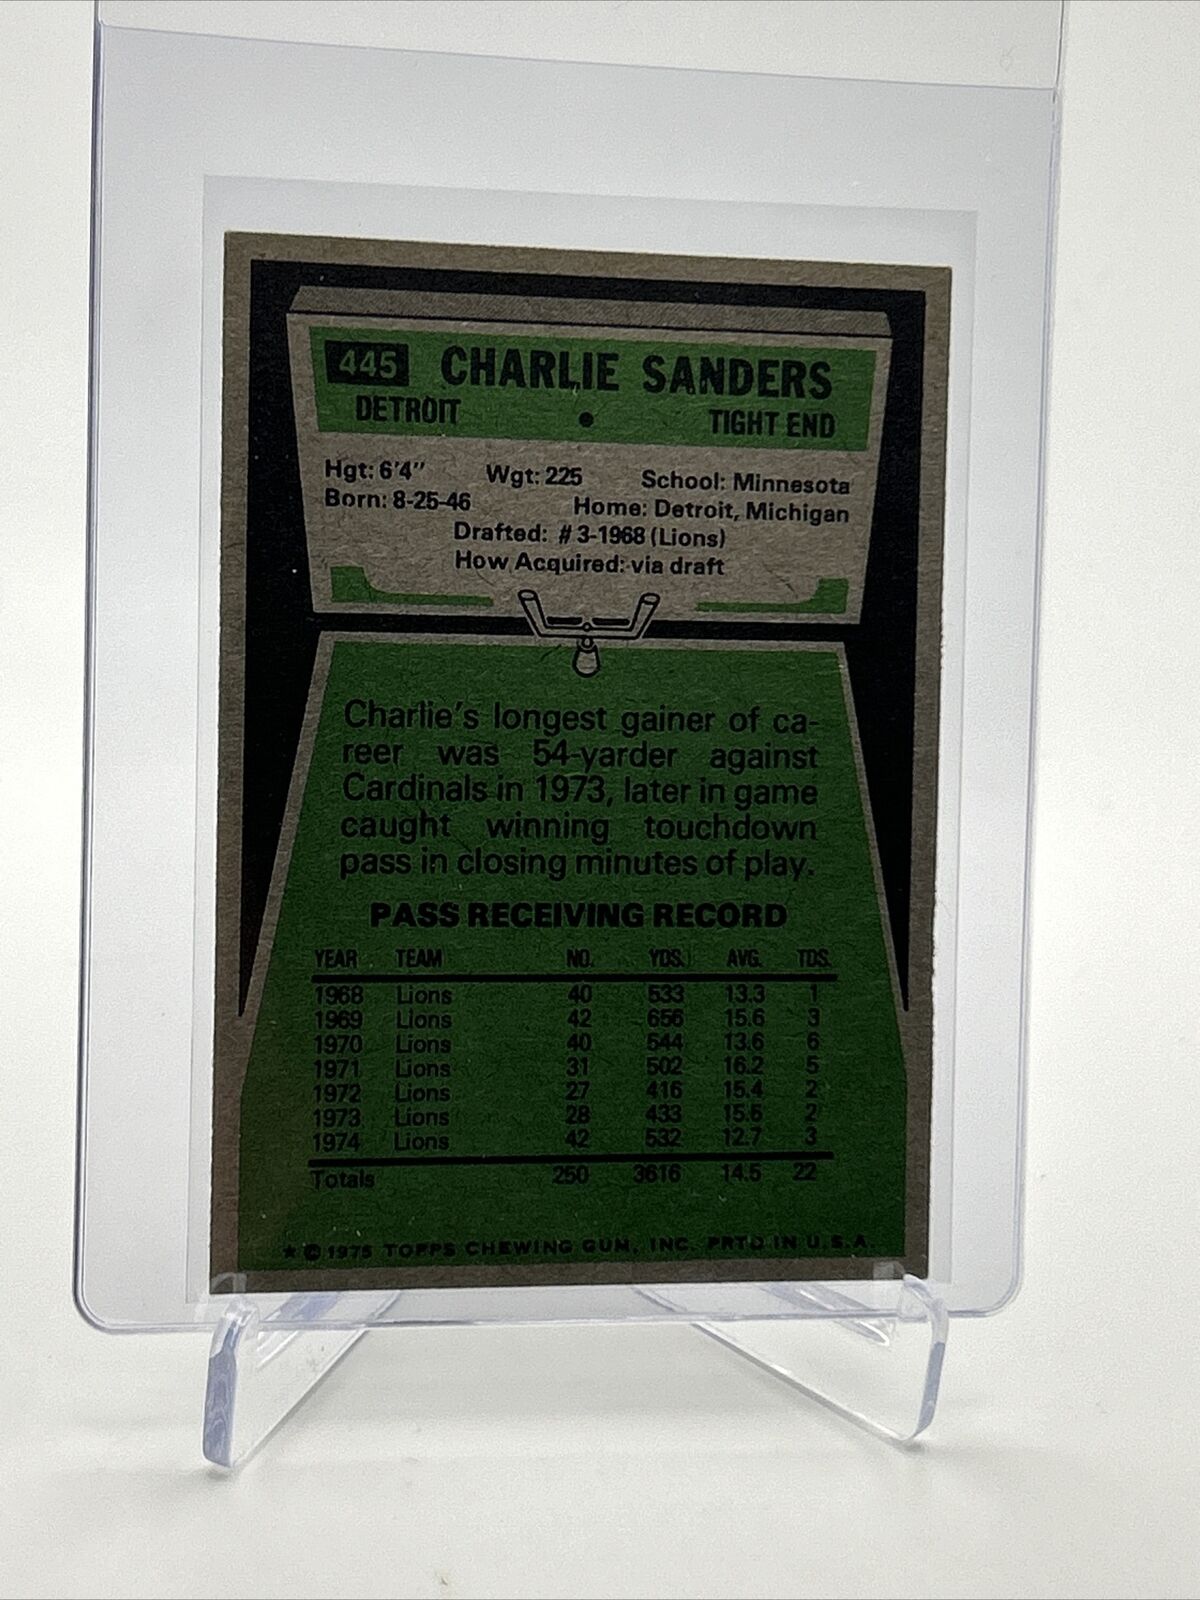 445 CHARLIE SANDERS
DETROIT • TIGHT END
Hgt: 6'4" Wgt: 225 School: Minnesota
Born: 8-25-46 Home: Detroit, Michigan
Drafted: #3-1968 (Lions)
How Acquired: via draft
Charlie's longest gainer of ca-
reer was 54-yarder against
Cardinals in 1973, later in game
caught winning touchdown
pass in closing minutes of play.
PASS RECEIVING RECORD
YEAR TEAM NO. YDS. AVG. TDS.
1968 Lions 40 533 13.3 1
1969 Lions 42 656 15.6 3
1970 Lions 40 544 13.6 6
1971 Lions 31 502 16.2 5
1972 Lions 27 416 15.4 2
1973 Lions 28 433 15.5 2
1974 Lions 42 532 12.7 3
Totals 250 3616 14.5 22
★ © 1975 TOPPS CHEWING GUM, INC. PRTD IN U.S.A.